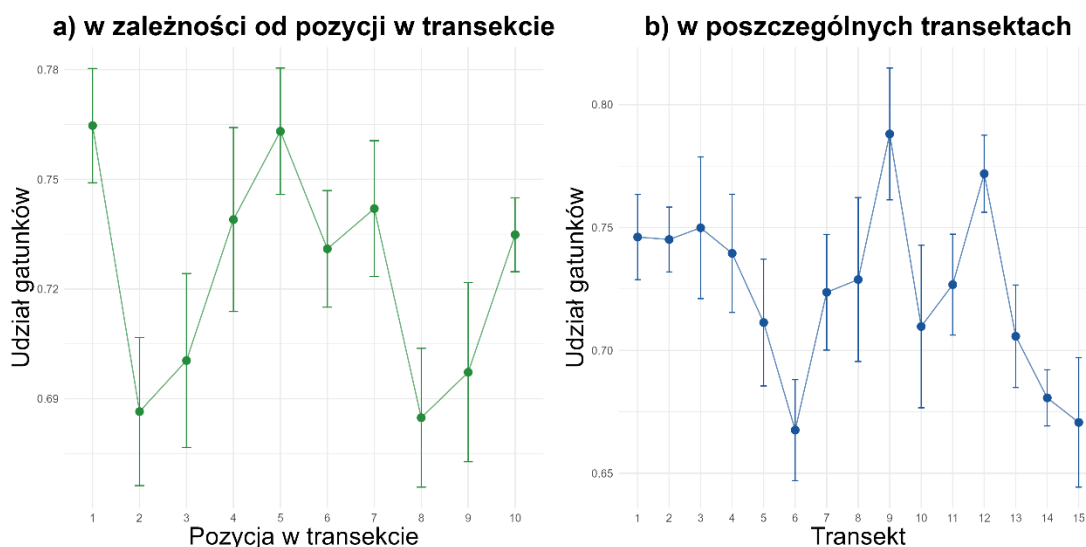 a) w zależności od pozycji w transekcie
0.78
0.75
0.72
0.69
Udział gatunków
1 2 3 4 5 6 7 8 9 10
Pozycja w transekcie
b) w poszczególnych transektach
0.80
0.75
0.70
0.65
Udział gatunków
1 2 3 4 5 6 7 8 9 10 11 12 13 14 15
Transekt